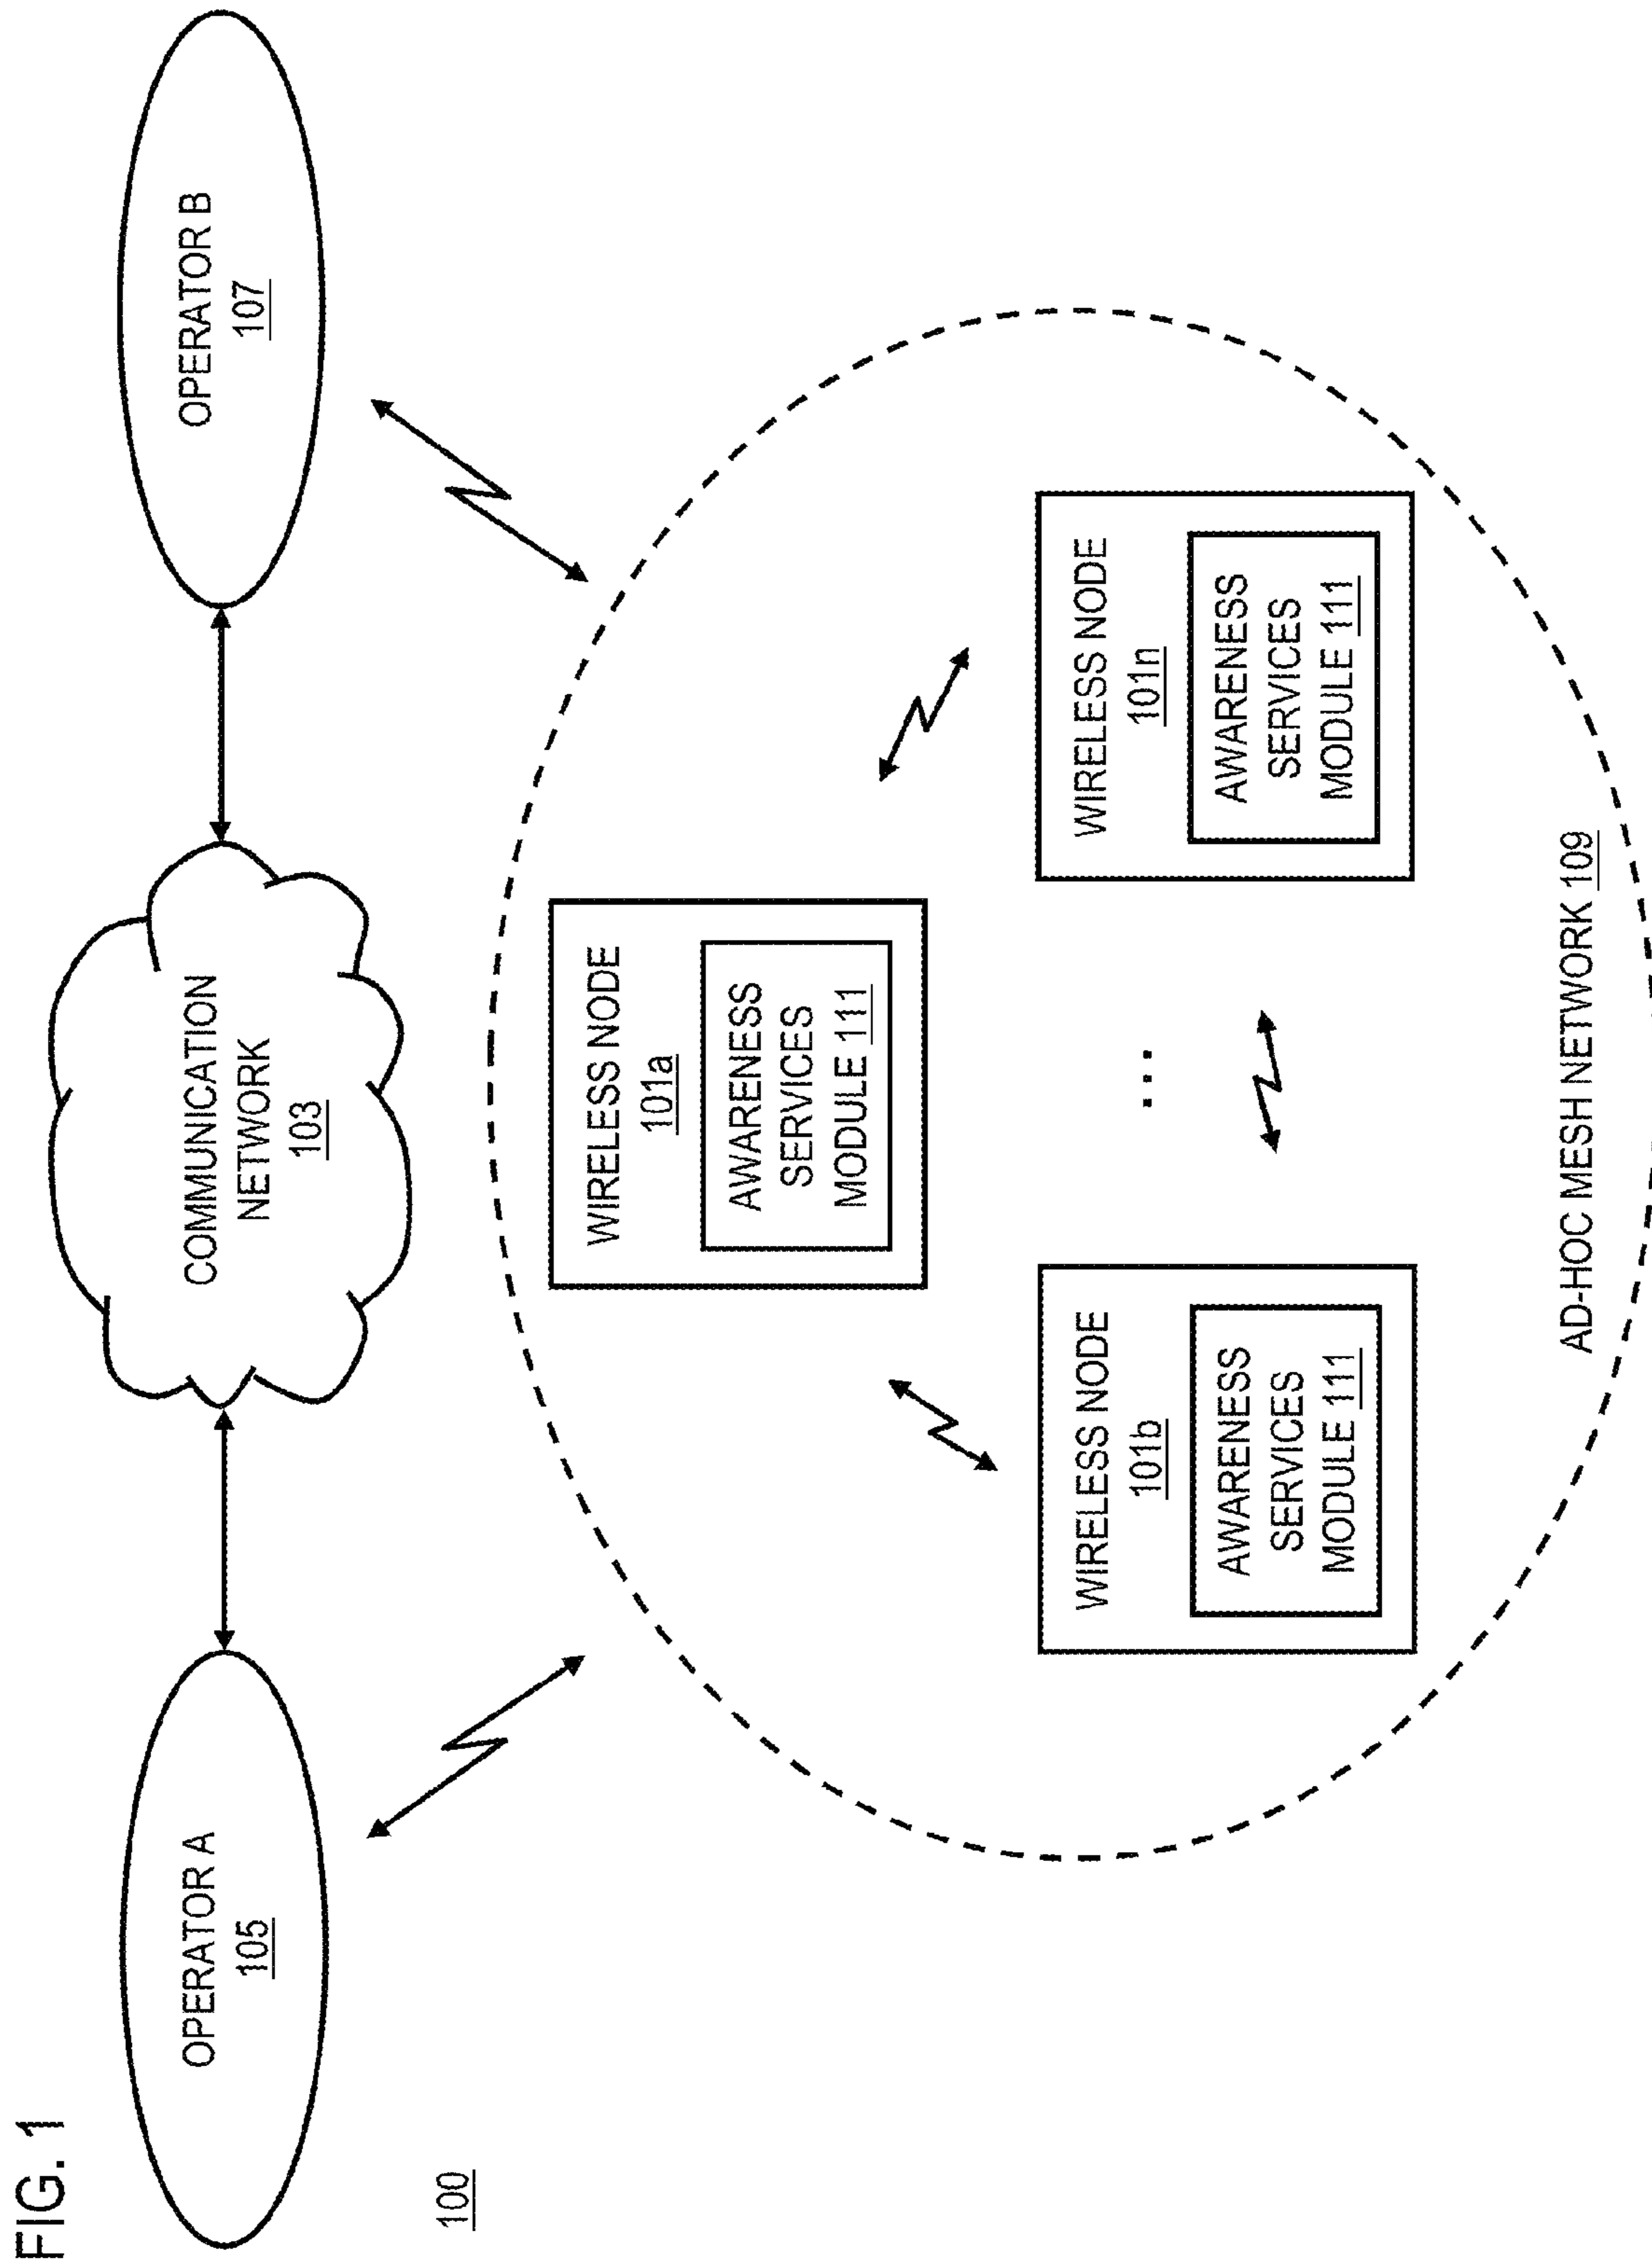 FIG. 1
100
OPERATOR A
105
COMMUNICATION
NETWORK
103
OPERATOR B
107
WIRELESS NODE
101a
AWARENESS
SERVICES
MODULE 111
WIRELESS NODE
101b
AWARENESS
SERVICES
MODULE 111
...
WIRELESS NODE
101n
AWARENESS
SERVICES
MODULE 111
AD-HOC MESH NETWORK 109